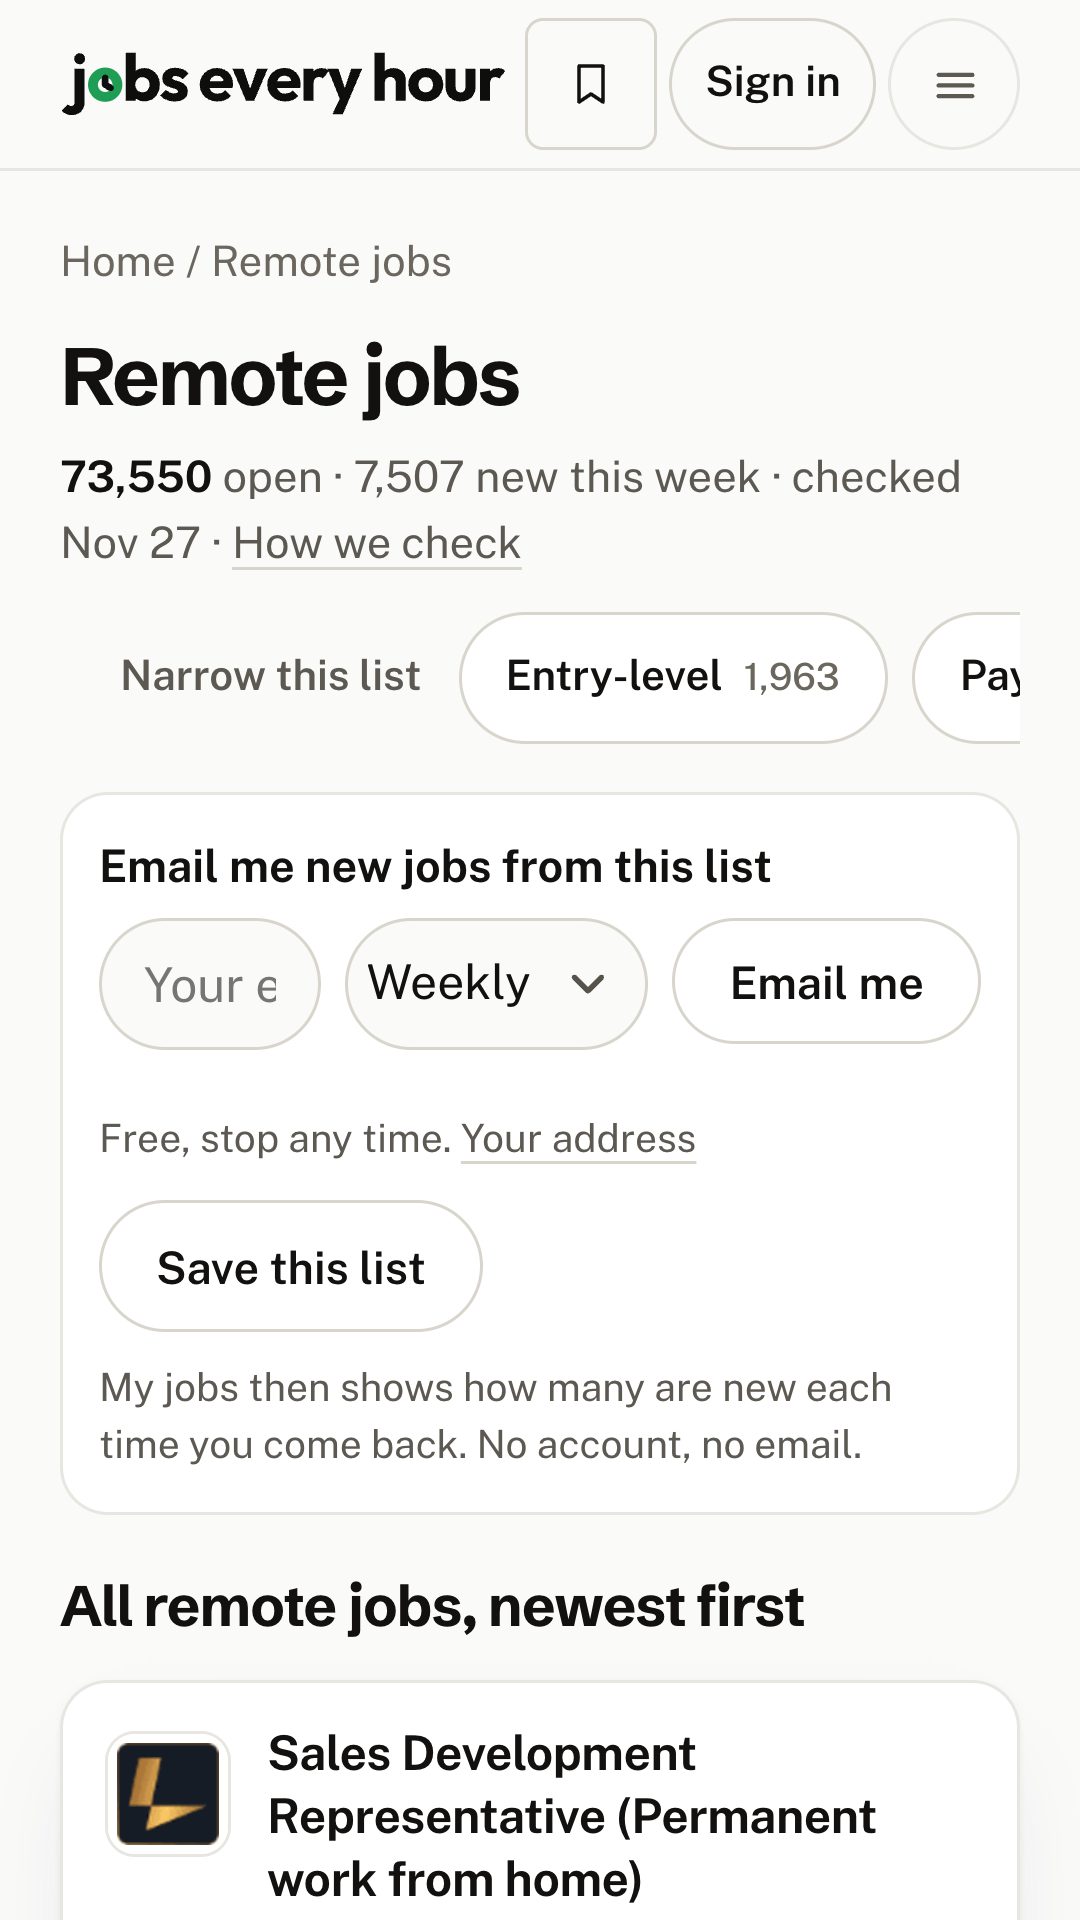 jobs every hour
Sign in
Home / Remote jobs
Remote jobs
73,550 open · 7,507 new this week · checked
Nov 27 · How we check
Narrow this list
Entry-level 1,963
Pay
Email me new jobs from this list
Your e
Weekly
Email me
Free, stop any time. Your address
Save this list
My jobs then shows how many are new each
time you come back. No account, no email.
All remote jobs, newest first
Sales Development
Representative (Permanent
work from home)